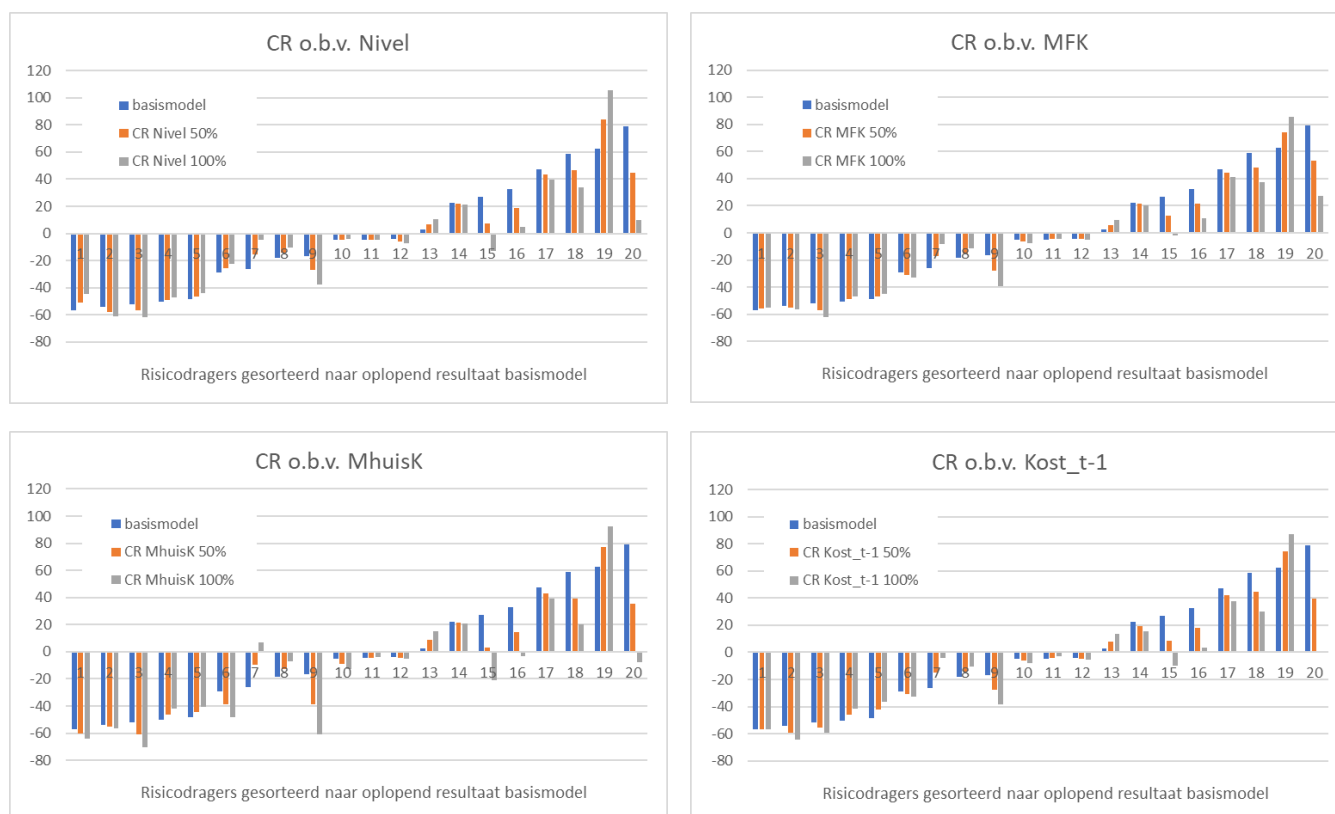 CR o.b.v. Nivel
120
100
80
60
40
20
0
-20
-40
-60
-80
basismodel
CR Nivel 50%
CR Nivel 100%
1 2 3 4 5 6 7 8 9 10 11 12 13 14 15 16 17 18 19 20
Risicodragers gesorteerd naar oplopend resultaat basismodel
CR o.b.v. MFK
120
100
80
60
40
20
0
-20
-40
-60
-80
basismodel
CR MFK 50%
CR MFK 100%
1 2 3 4 5 6 7 8 9 10 11 12 13 14 15 16 17 18 19 20
Risicodragers gesorteerd naar oplopend resultaat basismodel
CR o.b.v. MhuisK
120
100
80
60
40
20
0
-20
-40
-60
-80
basismodel
CR MhuisK 50%
CR MhuisK 100%
1 2 3 4 5 6 7 8 9 10 11 12 13 14 15 16 17 18 19 20
Risicodragers gesorteerd naar oplopend resultaat basismodel
CR o.b.v. Kost_t-1
120
100
80
60
40
20
0
-20
-40
-60
-80
basismodel
CR Kost_t-1 50%
CR Kost_t-1 100%
1 2 3 4 5 6 7 8 9 10 11 12 13 14 15 16 17 18 19 20
Risicodragers gesorteerd naar oplopend resultaat basismodel